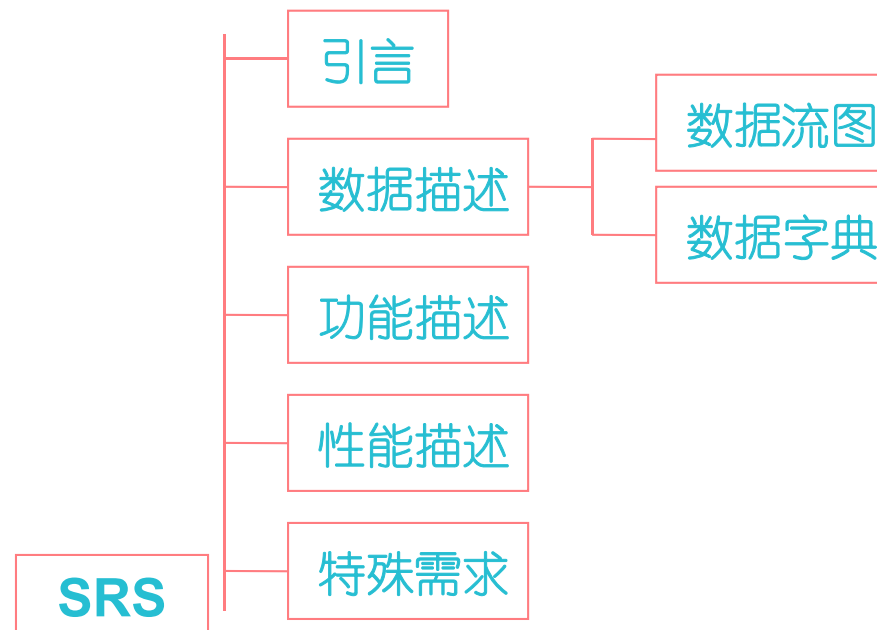 引言
数据描述
数据流图
数据字典
功能描述
性能描述
特殊需求
SRS